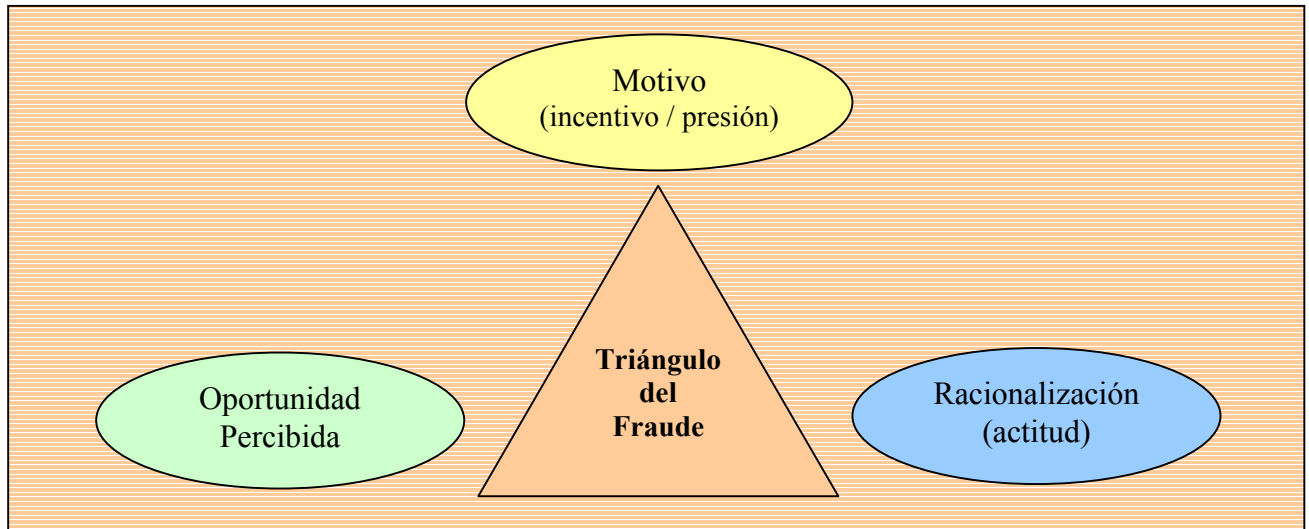 Motivo
(incentivo / presión)
Triángulo
del
Fraude
Oportunidad
Percibida
Racionalización
(actitud)